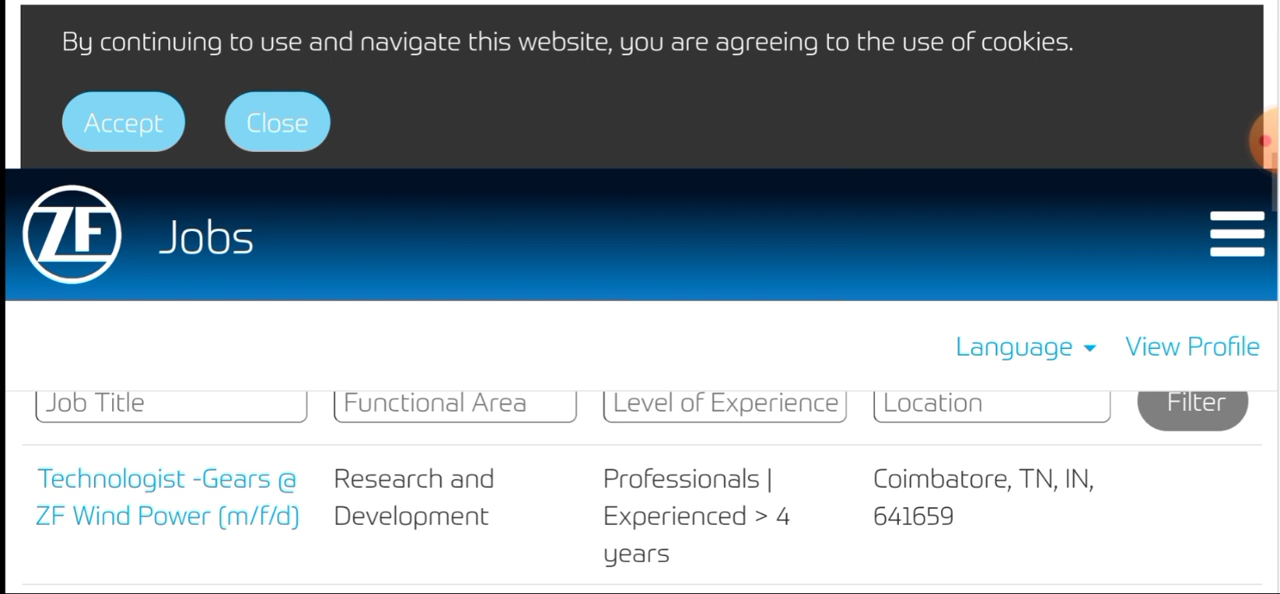 By continuing to use and navigate this website, you are agreeing to the use of cookies.
Accept Close
ZF Jobs
Language View Profile
Job Title Functional Area Level of Experience Location Filter
Technologist -Gears @ Research and Professionals | Coimbatore, TN, IN,
ZF Wind Power (m/f/d) Development Experienced > 4 641659
years